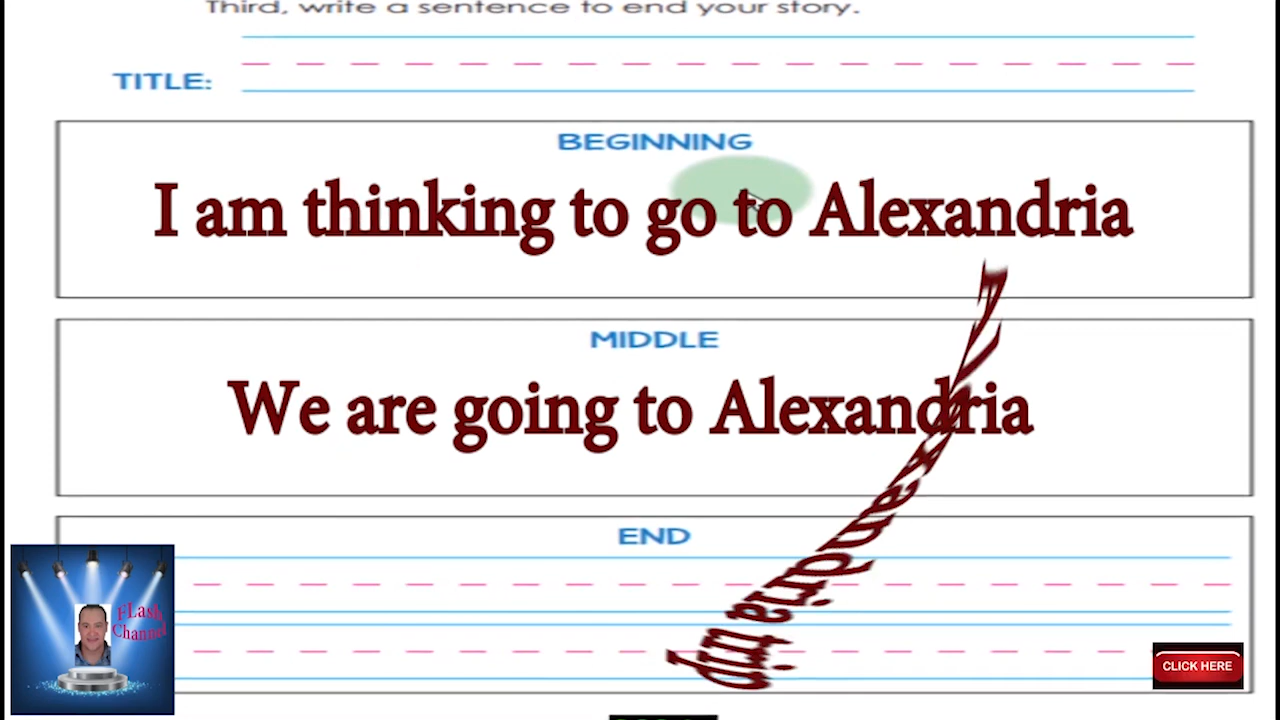 Third, write a sentence to end your story.
TITLE:
BEGINNING
I am thinking to go to Alexandria
MIDDLE
We are going to Alexandria
END
Alexandria trip
FLash
Channel
CLICK HERE